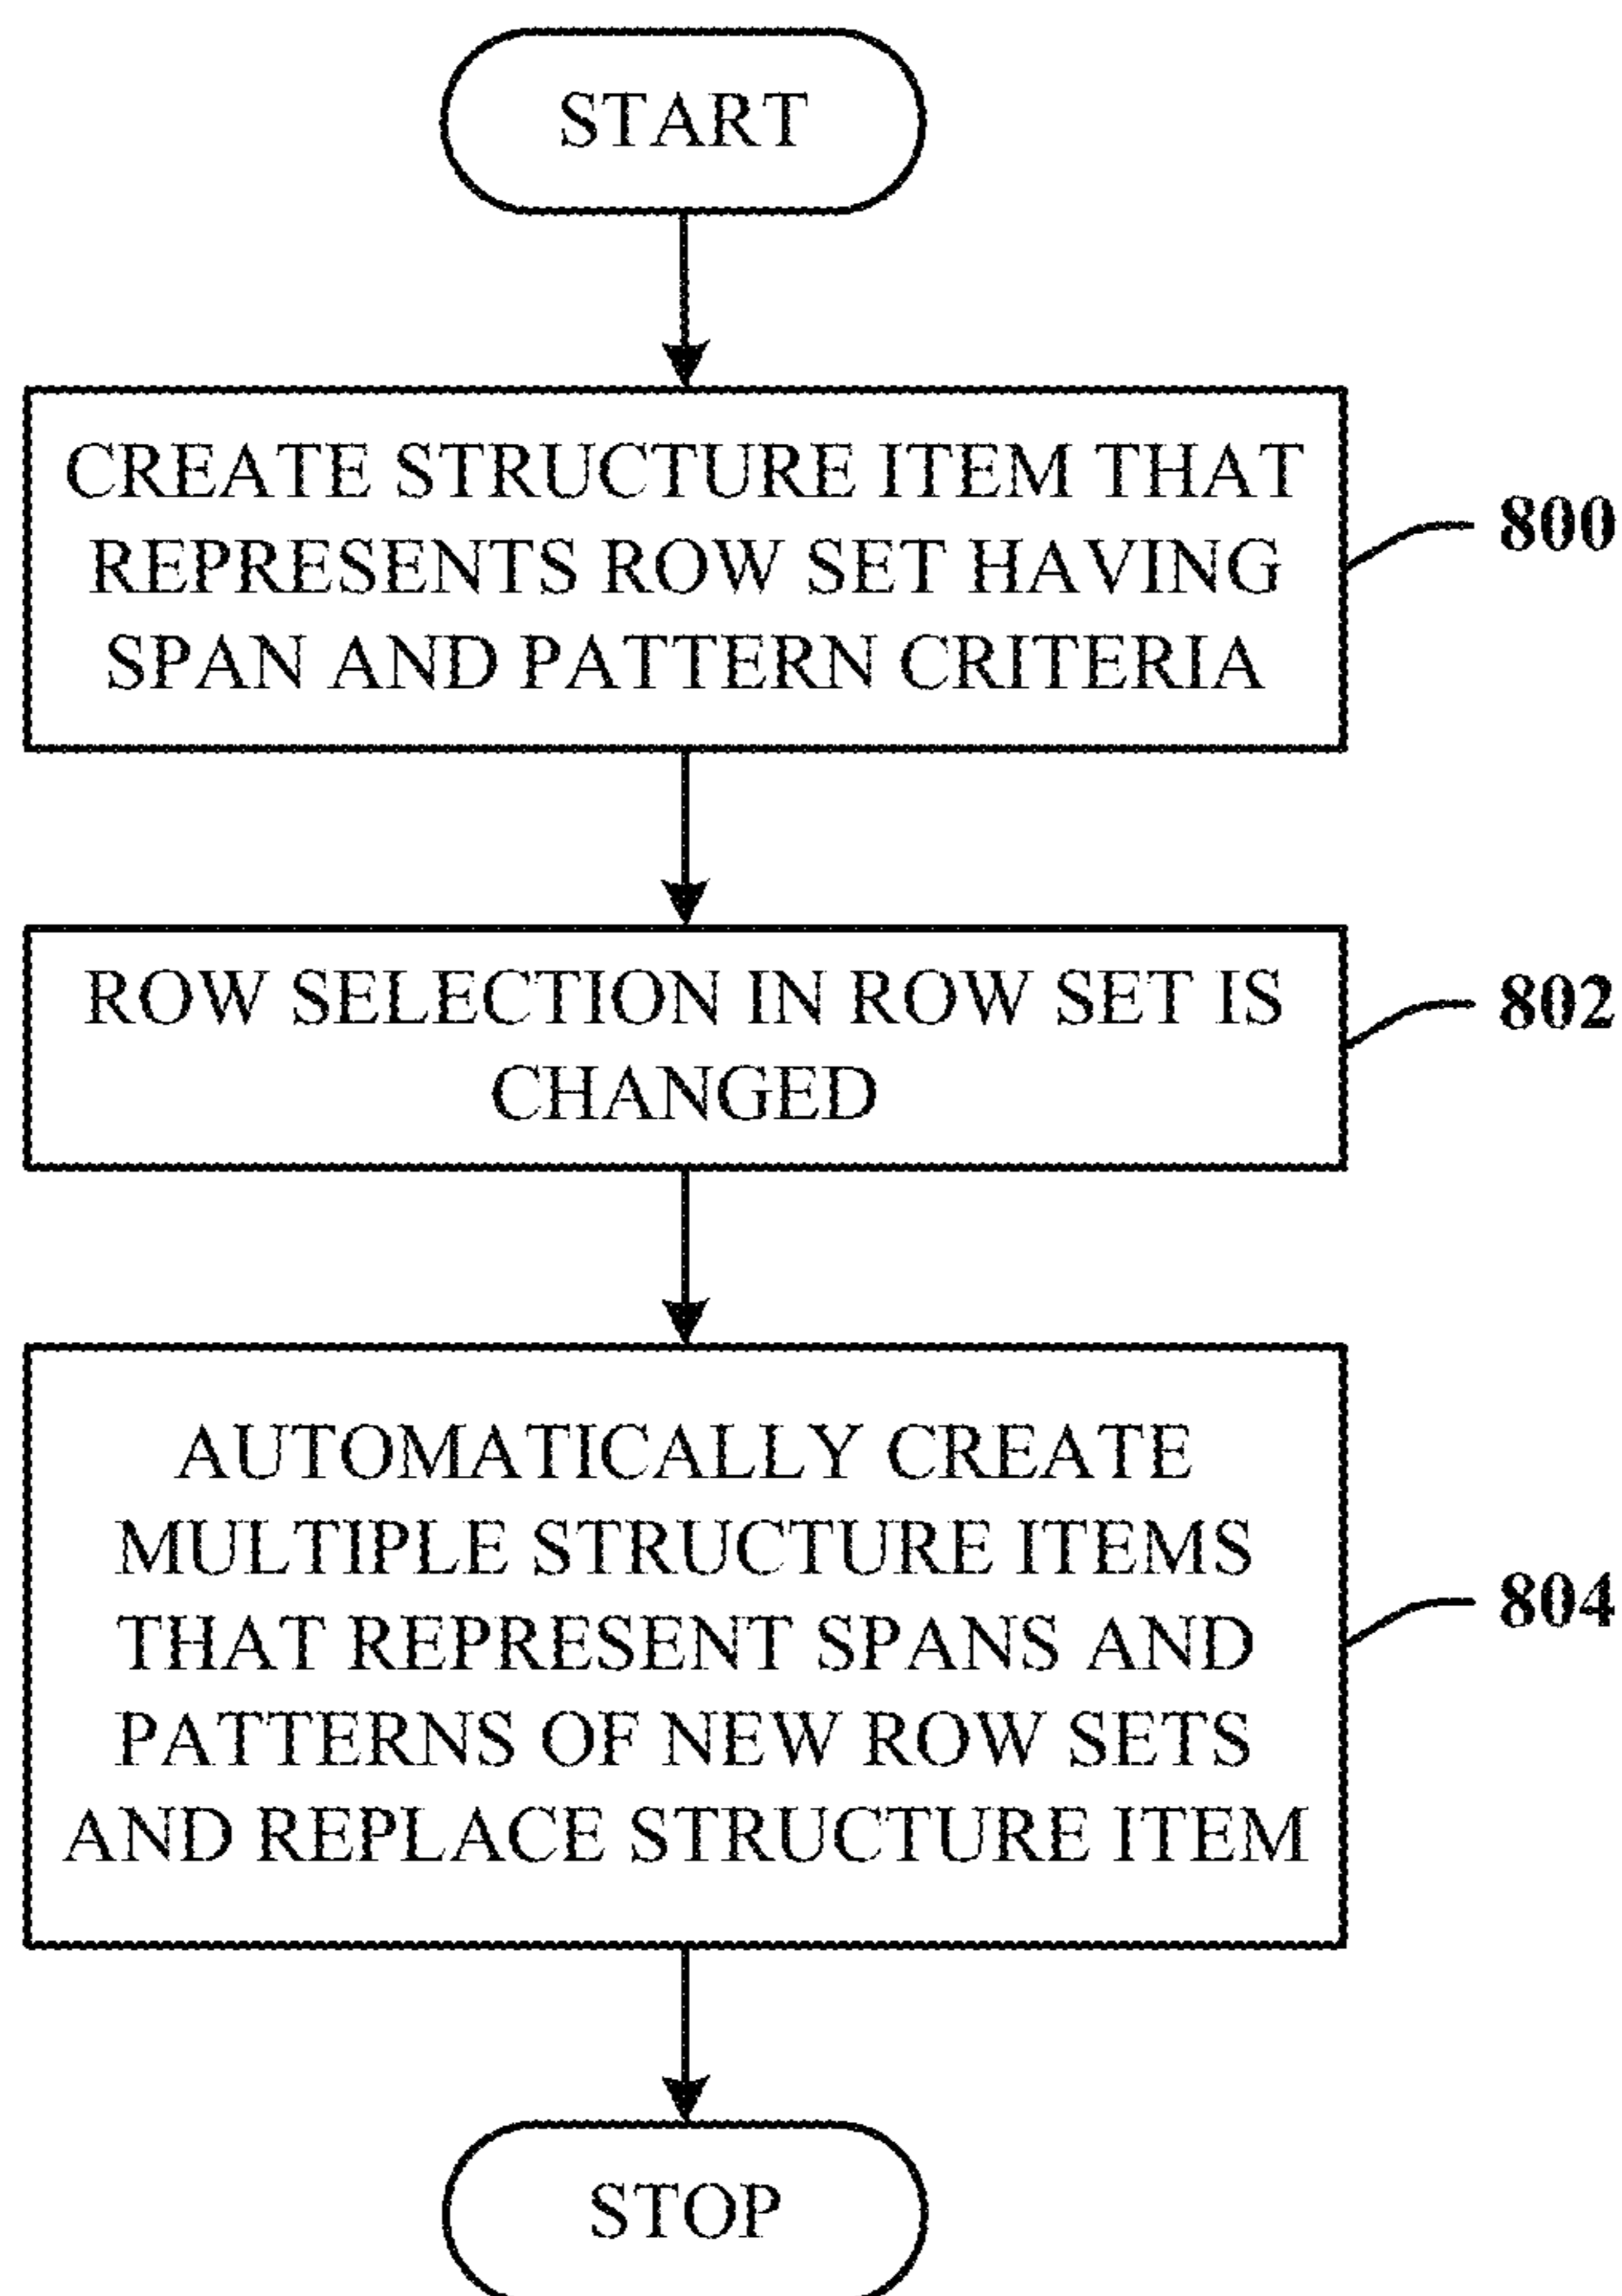 START
CREATE STRUCTURE ITEM THAT
REPRESENTS ROW SET HAVING
SPAN AND PATTERN CRITERIA
800
ROW SELECTION IN ROW SET IS
CHANGED
802
AUTOMATICALLY CREATE
MULTIPLE STRUCTURE ITEMS
THAT REPRESENT SPANS AND
PATTERNS OF NEW ROW SETS
AND REPLACE STRUCTURE ITEM
804
STOP